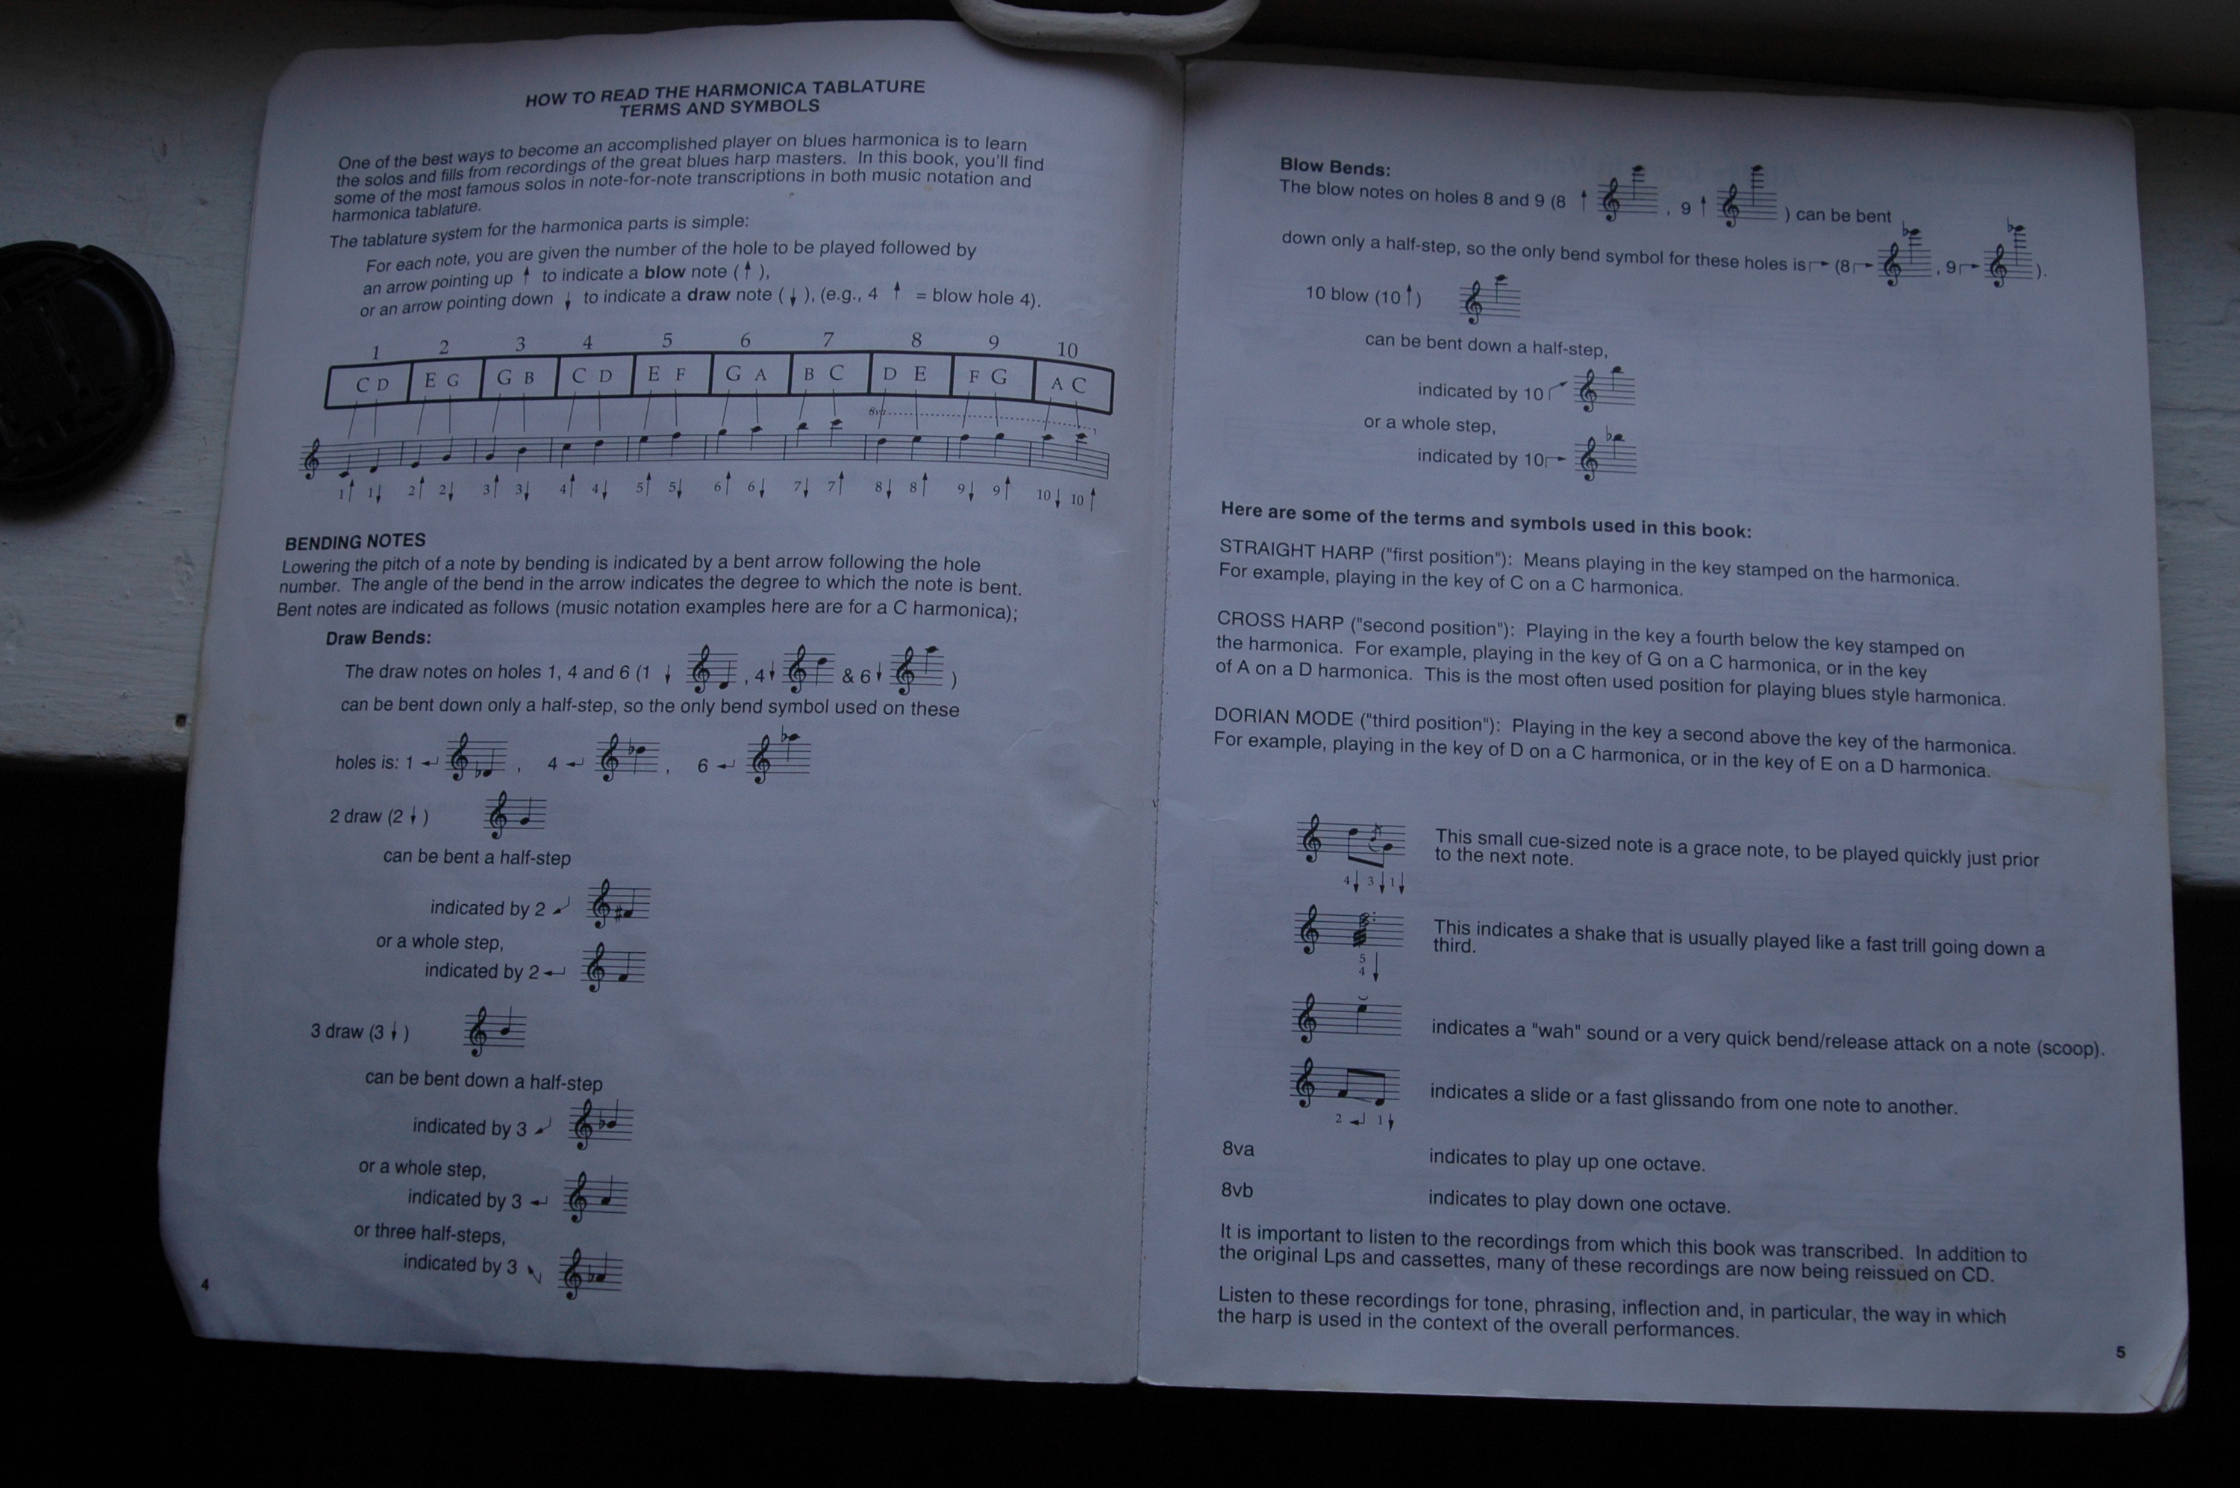 HOW TO READ THE HARMONICA TABLATURE
TERMS AND SYMBOLS
One of the best ways to become an accomplished player on blues harmonica is to learn
the solos and fills from recordings of the great blues harp masters. In this book, you'll find
some of the most famous solos in note-for-note transcriptions in both music notation and
harmonica tablature.
The tablature system for the harmonica parts is simple:
For each note, you are given the number of the hole to be played followed by
an arrow pointing up ↑ to indicate a blow note (↑),
or an arrow pointing down ↓ to indicate a draw note (↓), (e.g., 4 ↑ = blow hole 4).
1 2 3 4 5 6 7 8 9 10
C D E G G B C D E F G A B C D E F G A C
8va
1↑ 1↓ 2↑ 2↓ 3↑ 3↓ 4↑ 4↓ 5↑ 5↓ 6↑ 6↓ 7↓ 7↑ 8↓ 8↑ 9↓ 9↑ 10↓ 10↑
BENDING NOTES
Lowering the pitch of a note by bending is indicated by a bent arrow following the hole
number. The angle of the bend in the arrow indicates the degree to which the note is bent.
Bent notes are indicated as follows (music notation examples here are for a C harmonica);
Draw Bends:
The draw notes on holes 1, 4 and 6 (1 ↓ , 4↓ & 6↓ )
can be bent down only a half-step, so the only bend symbol used on these
holes is: 1 , 4 , 6
2 draw (2 ↓)
can be bent a half-step
indicated by 2
or a whole step,
indicated by 2
3 draw (3 ↓)
can be bent down a half-step
indicated by 3
or a whole step,
indicated by 3
or three half-steps,
indicated by 3
4
Blow Bends:
The blow notes on holes 8 and 9 (8 ↑ , 9 ↑ ) can be bent
down only a half-step, so the only bend symbol for these holes is (8 , 9 ).
10 blow (10↑)
can be bent down a half-step,
indicated by 10
or a whole step,
indicated by 10
Here are some of the terms and symbols used in this book:
STRAIGHT HARP ("first position"): Means playing in the key stamped on the harmonica.
For example, playing in the key of C on a C harmonica.
CROSS HARP ("second position"): Playing in the key a fourth below the key stamped on
the harmonica. For example, playing in the key of G on a C harmonica, or in the key
of A on a D harmonica. This is the most often used position for playing blues style harmonica.
DORIAN MODE ("third position"): Playing in the key a second above the key of the harmonica.
For example, playing in the key of D on a C harmonica, or in the key of E on a D harmonica.
This small cue-sized note is a grace note, to be played quickly just prior
to the next note.
4↓ 3↓ 1↓
This indicates a shake that is usually played like a fast trill going down a
third.
5
4 ↓
indicates a "wah" sound or a very quick bend/release attack on a note (scoop).
indicates a slide or a fast glissando from one note to another.
2 1↓
8va indicates to play up one octave.
8vb indicates to play down one octave.
It is important to listen to the recordings from which this book was transcribed. In addition to
the original Lps and cassettes, many of these recordings are now being reissued on CD.
Listen to these recordings for tone, phrasing, inflection and, in particular, the way in which
the harp is used in the context of the overall performances.
5